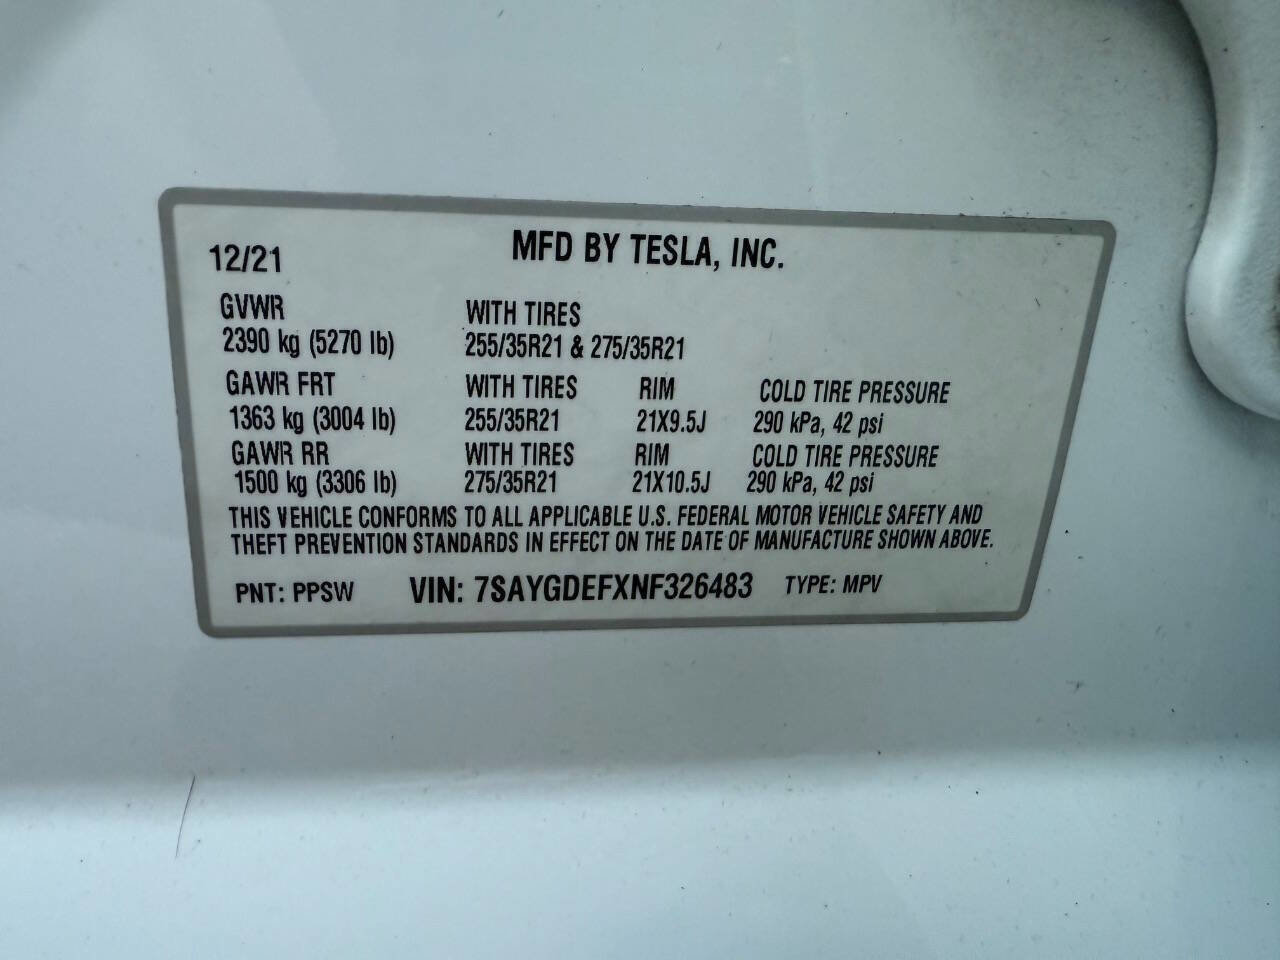 12/21 MFD BY TESLA, INC.
GVWR WITH TIRES
2390 kg (5270 lb) 255/35R21 & 275/35R21
GAWR FRT WITH TIRES RIM COLD TIRE PRESSURE
1363 kg (3004 lb) 255/35R21 21X9.5J 290 kPa, 42 psi
GAWR RR WITH TIRES RIM COLD TIRE PRESSURE
1500 kg (3306 lb) 275/35R21 21X10.5J 290 kPa, 42 psi
THIS VEHICLE CONFORMS TO ALL APPLICABLE U.S. FEDERAL MOTOR VEHICLE SAFETY AND
THEFT PREVENTION STANDARDS IN EFFECT ON THE DATE OF MANUFACTURE SHOWN ABOVE.
PNT: PPSW VIN: 7SAYGDEFXNF326483 TYPE: MPV